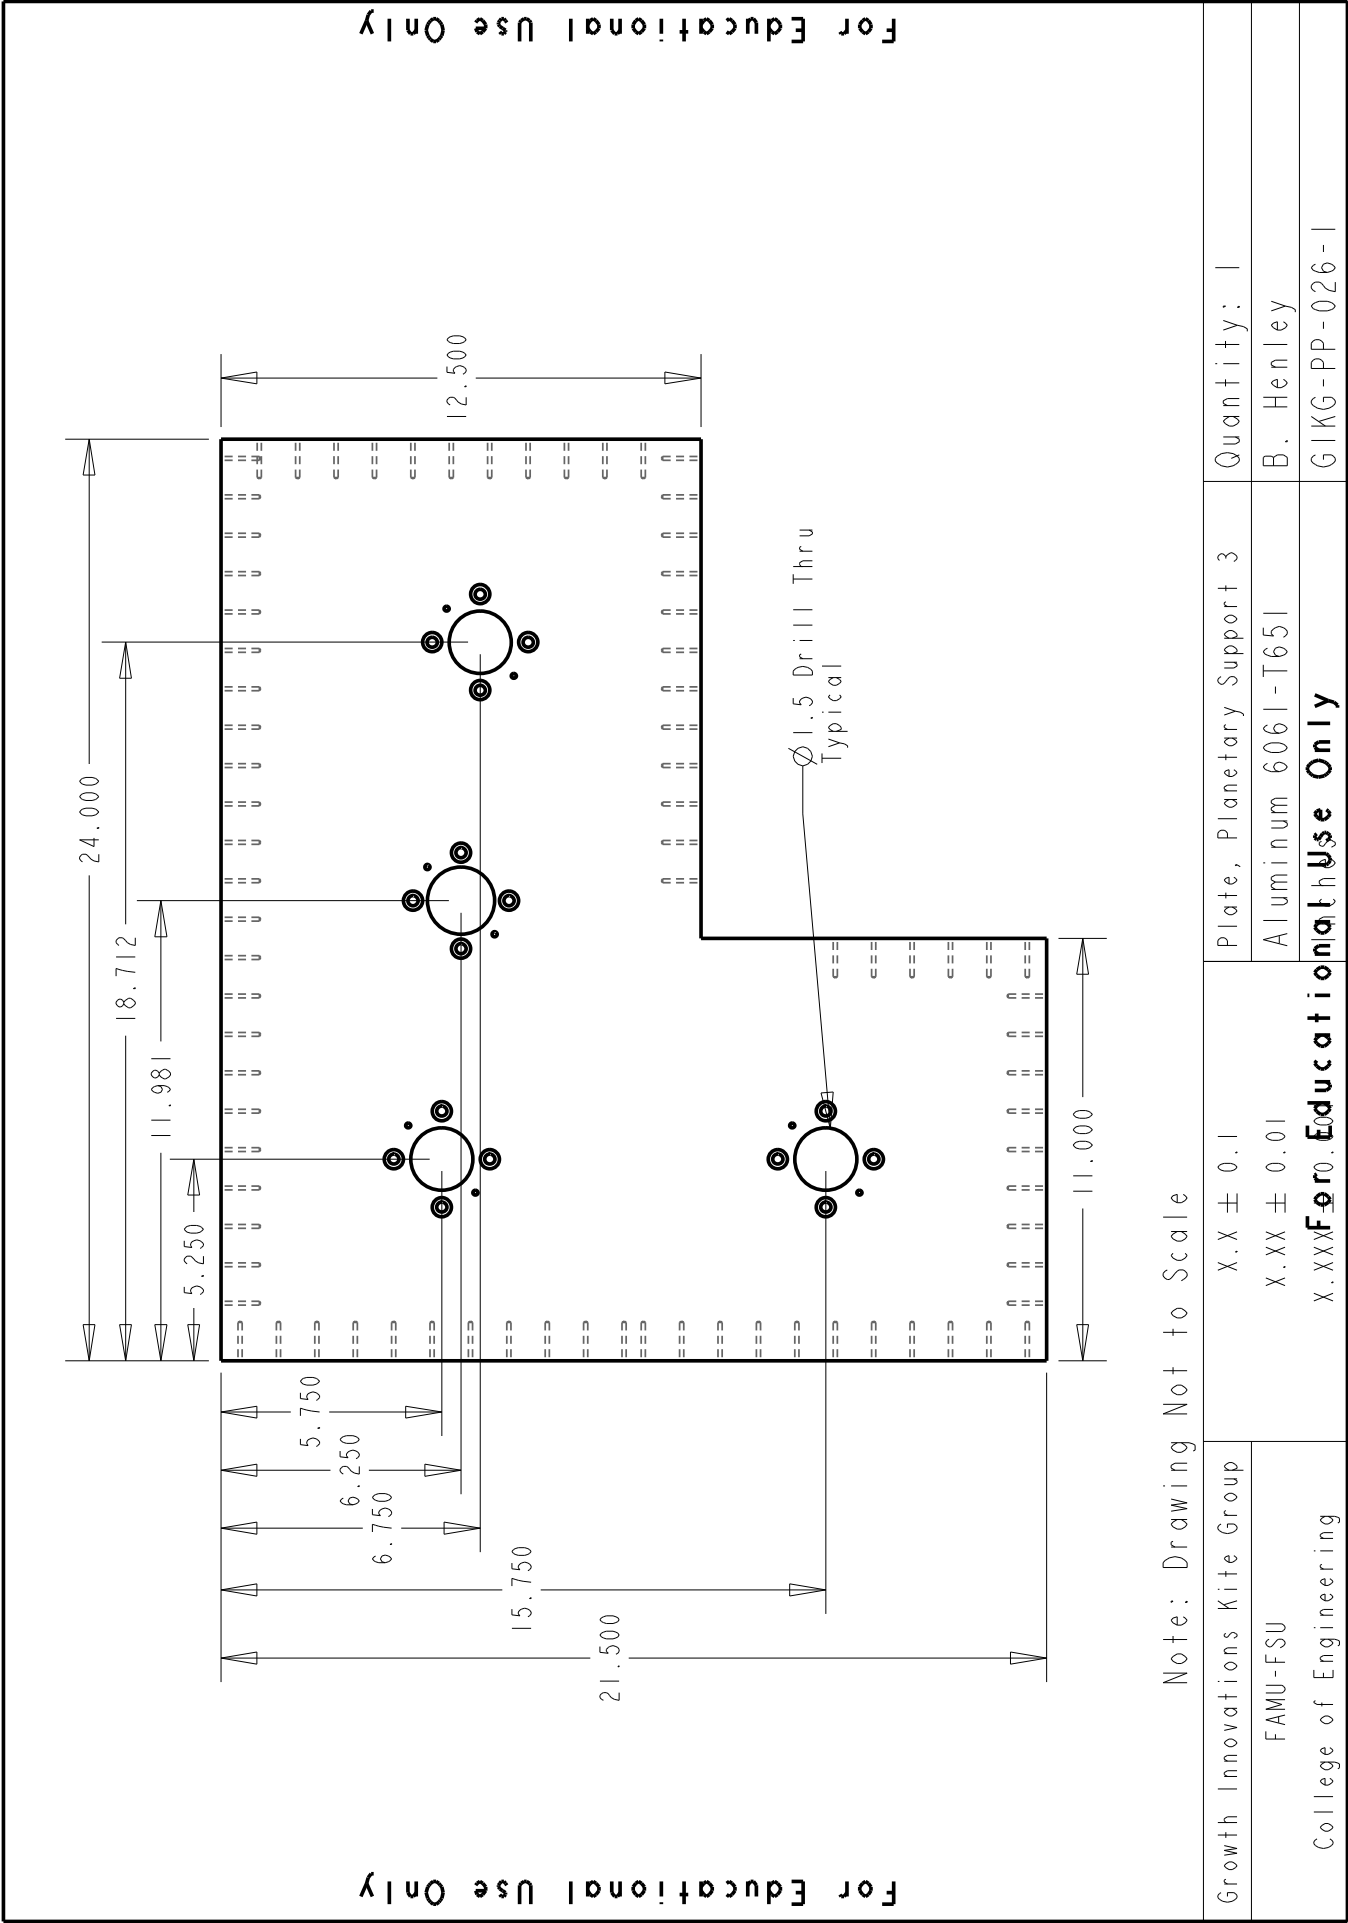 For Educational Use Only
24.000
18.712
11.981
5.250
12.500
5.750
6.250
6.750
15.750
21.500
11.000
Ø1.5 Drill Thru
Typical
Note: Drawing Not to Scale
Growth Innovations Kite Group
FAMU-FSU
College of Engineering
X.X ± 0.1
X.XX ± 0.01
X.XXX
Plate, Planetary Support 3
Aluminum 6061-T651
Quantity: 1
B. Henley
GIKG-PP-026-1
For Educational Use Only
For Educational Use Only